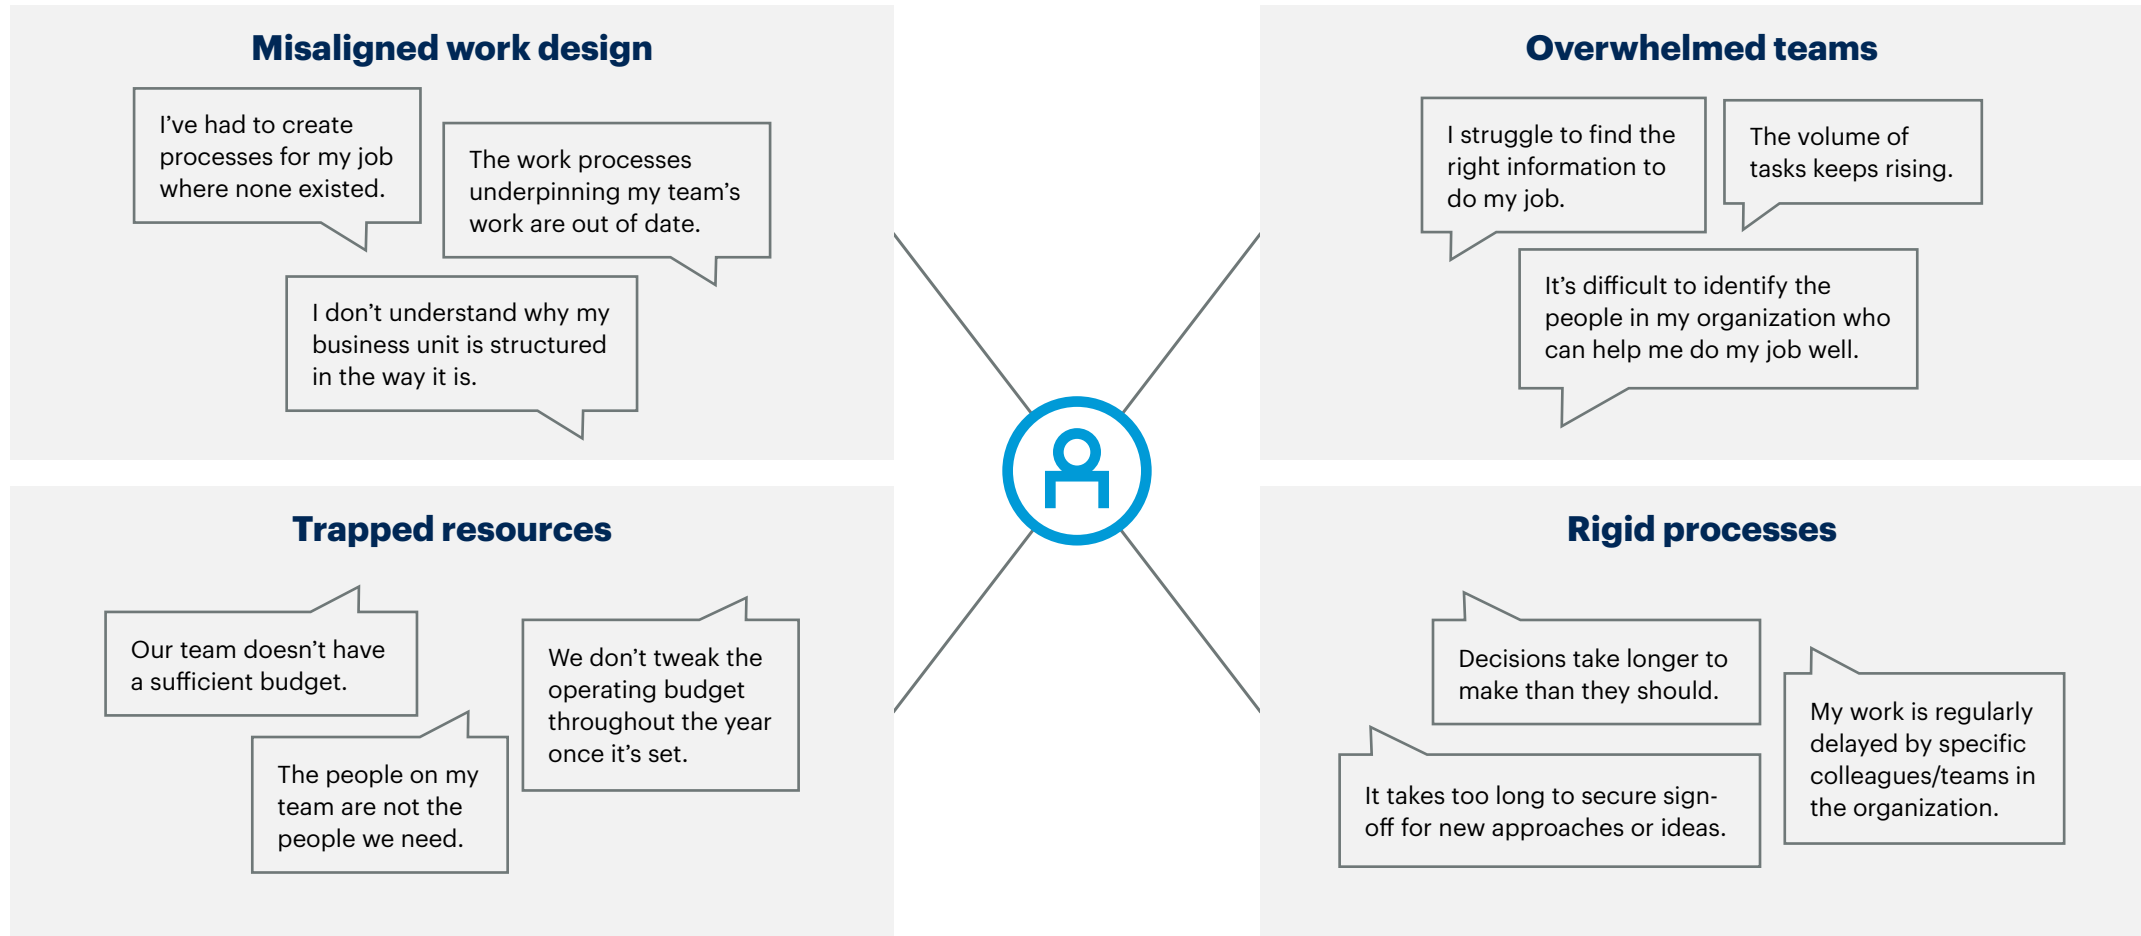 Misaligned work design
I’ve had to create
processes for my job
where none existed.
The work processes
underpinning my team’s
work are out of date.
I don’t understand why my
business unit is structured
in the way it is.
Overwhelmed teams
I struggle to find the
right information to
do my job.
The volume of
tasks keeps rising.
It’s difficult to identify the
people in my organization who
can help me do my job well.
Trapped resources
Our team doesn’t have
a sufficient budget.
We don’t tweak the
operating budget
throughout the year
once it’s set.
The people on my
team are not the
people we need.
Rigid processes
Decisions take longer to
make than they should.
My work is regularly
delayed by specific
colleagues/teams in
the organization.
It takes too long to secure sign-
off for new approaches or ideas.